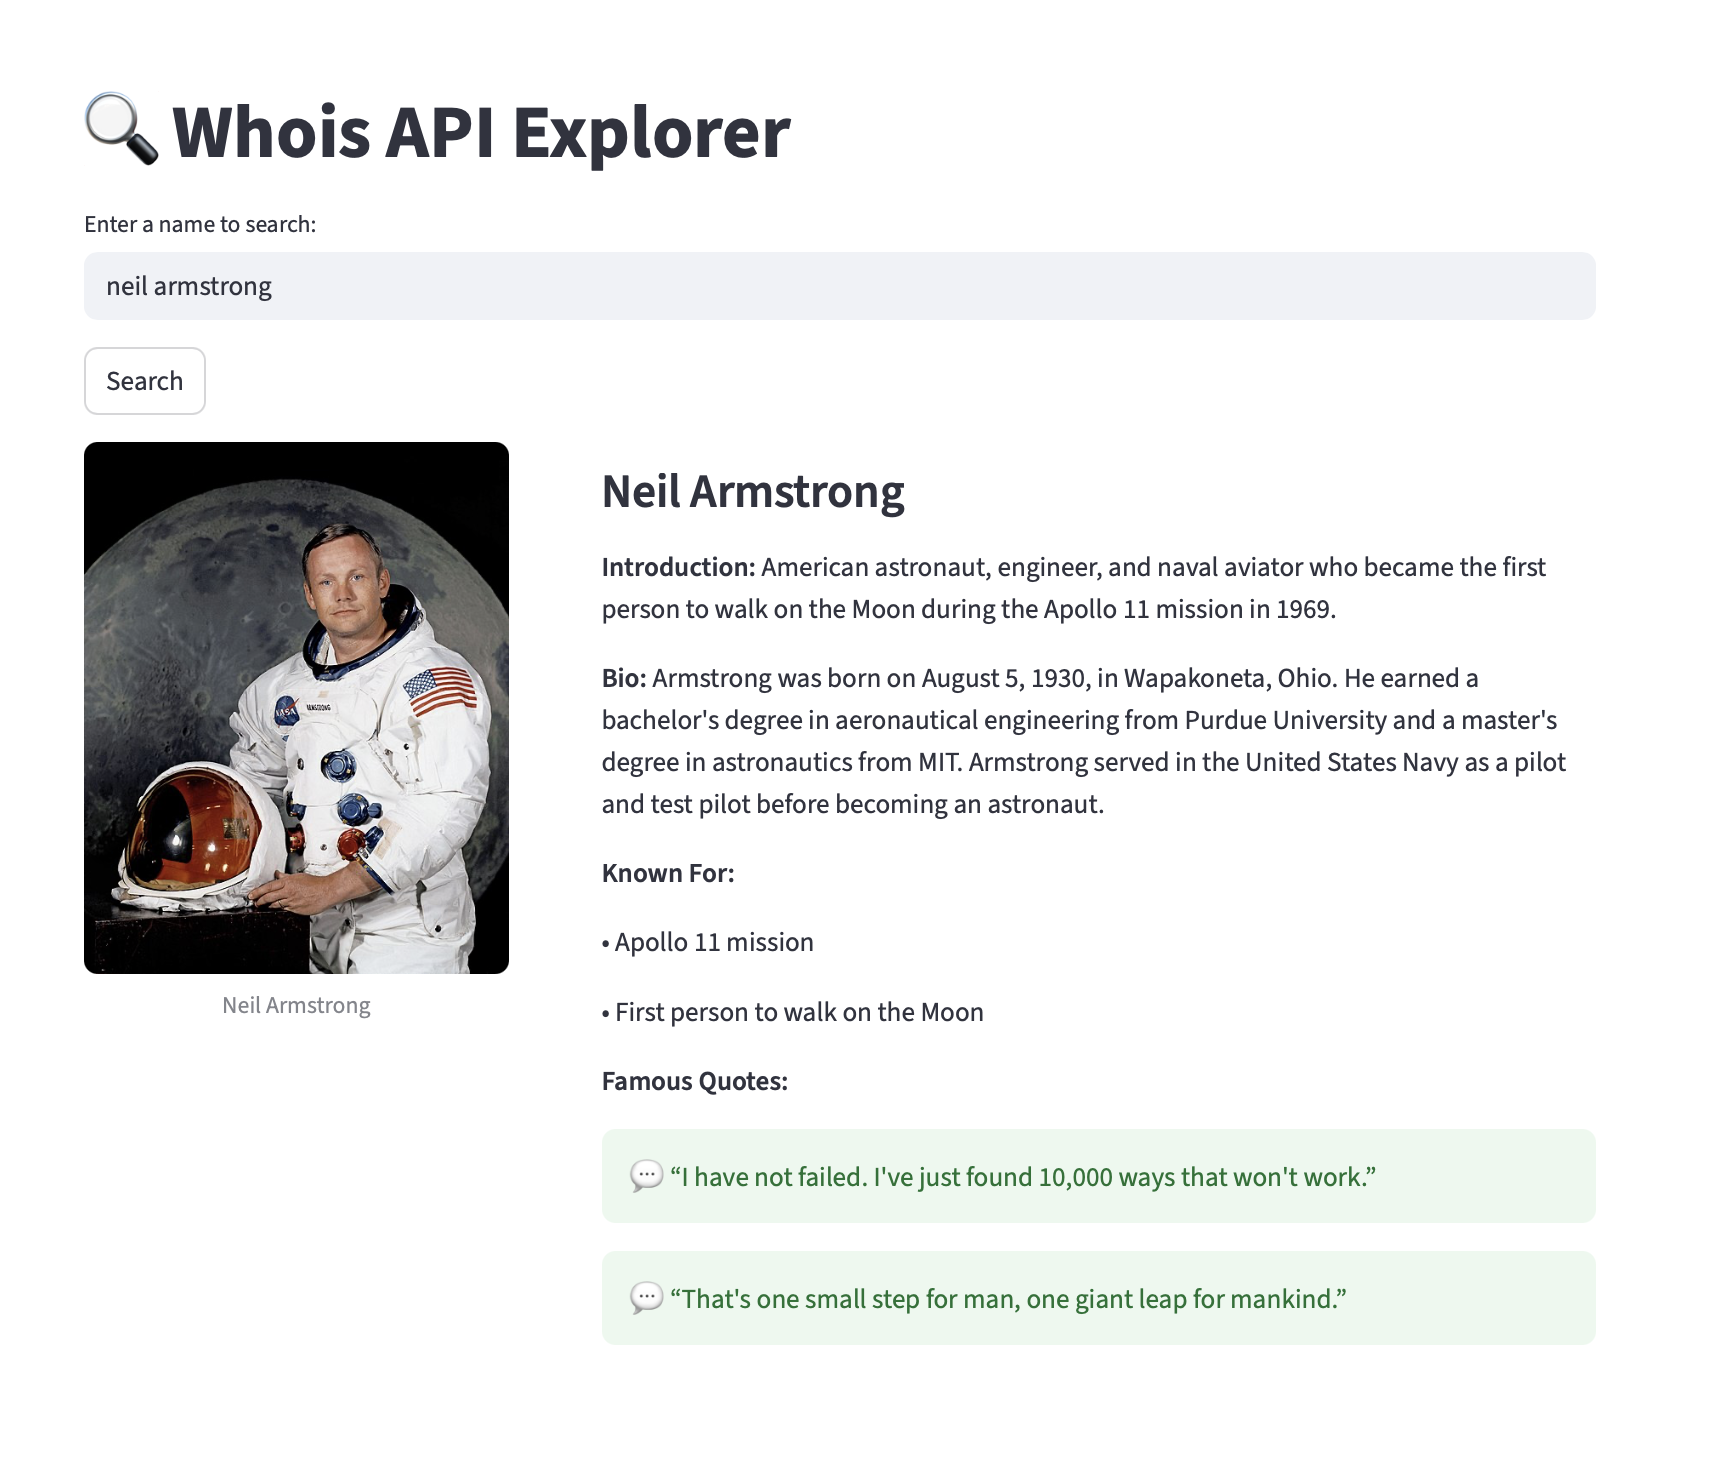 Whois API Explorer
Enter a name to search:
neil armstrong
Search
NASA
Neil Armstrong
Neil Armstrong
Introduction: American astronaut, engineer, and naval aviator who became the first
person to walk on the Moon during the Apollo 11 mission in 1969.
Bio: Armstrong was born on August 5, 1930, in Wapakoneta, Ohio. He earned a
bachelor's degree in aeronautical engineering from Purdue University and a master's
degree in astronautics from MIT. Armstrong served in the United States Navy as a pilot
and test pilot before becoming an astronaut.
Known For:
• Apollo 11 mission
• First person to walk on the Moon
Famous Quotes:
“I have not failed. I've just found 10,000 ways that won't work.”
“That's one small step for man, one giant leap for mankind.”